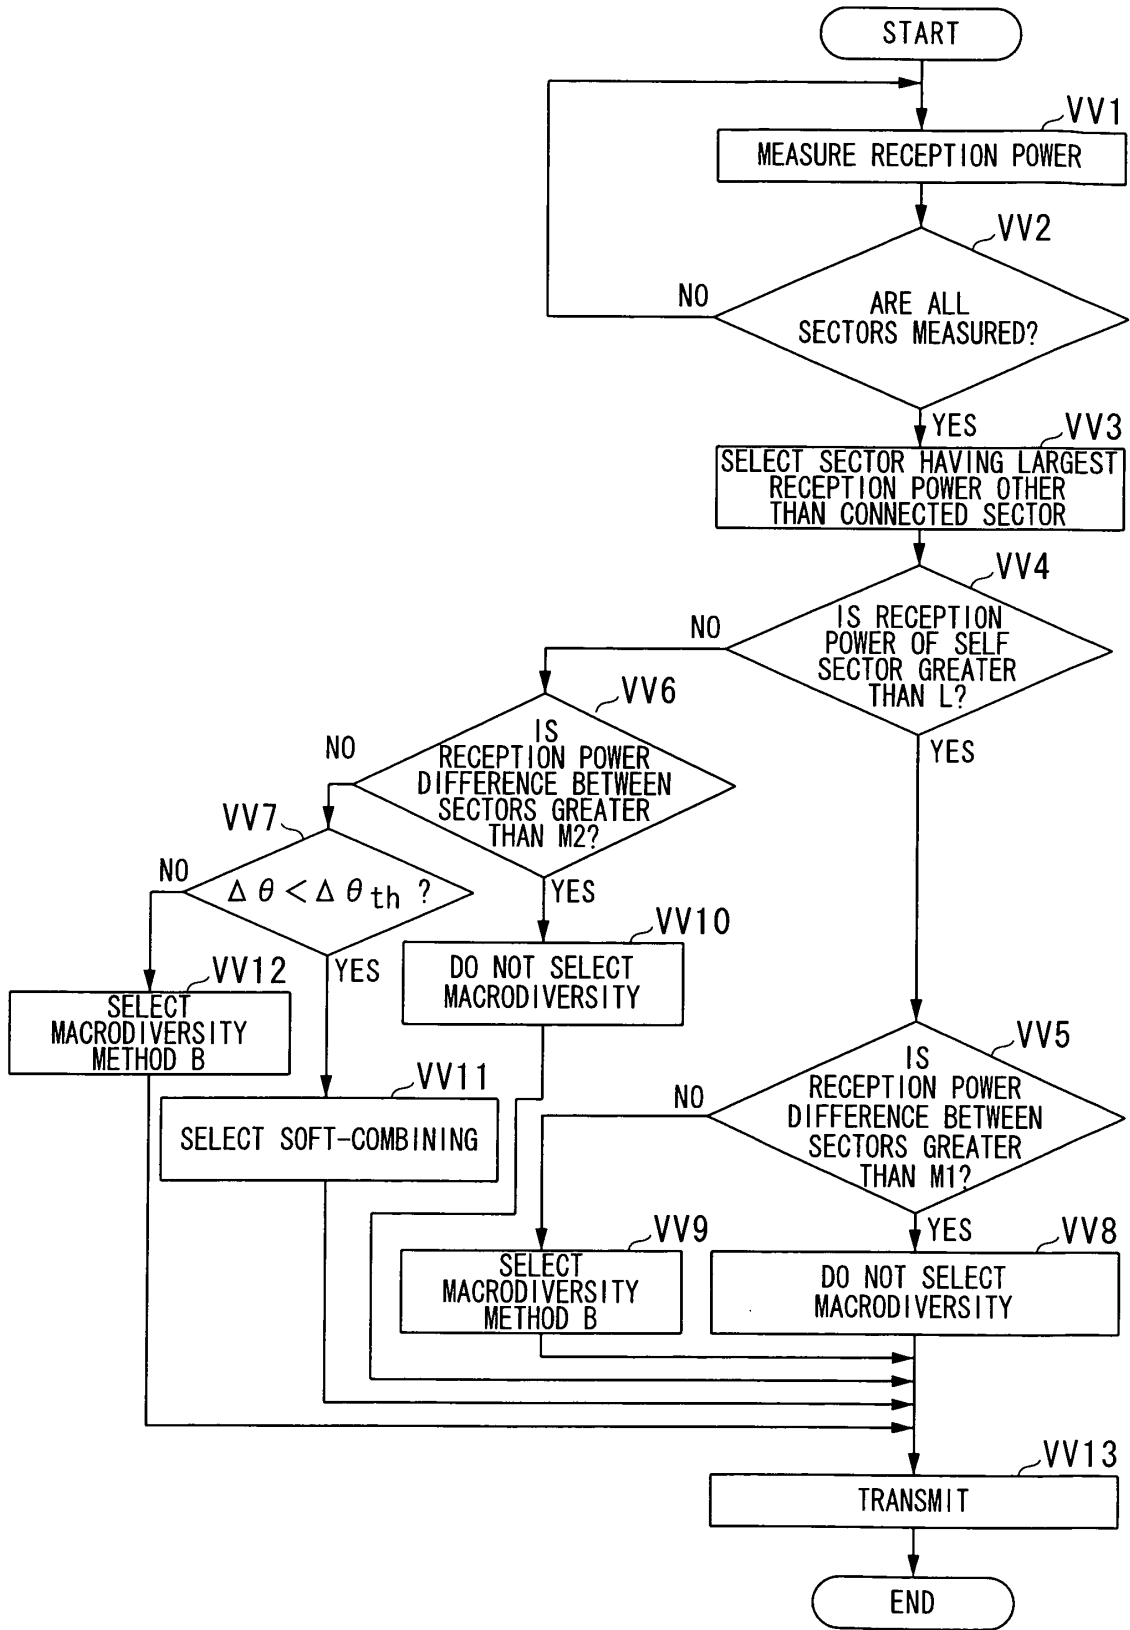 START
VV1
MEASURE RECEPTION POWER
VV2
NO
ARE ALL
SECTORS MEASURED?
YES
VV3
SELECT SECTOR HAVING LARGEST
RECEPTION POWER OTHER
THAN CONNECTED SECTOR
VV4
NO
IS RECEPTION
POWER OF SELF
SECTOR GREATER
THAN L?
YES
VV6
NO
IS
RECEPTION POWER
DIFFERENCE BETWEEN
SECTORS GREATER
THAN M2?
YES
VV7
NO
Δθ<Δθth ?
YES
VV10
DO NOT SELECT
MACRODIVERSITY
VV12
SELECT
MACRODIVERSITY
METHOD B
VV11
SELECT SOFT-COMBINING
VV5
NO
IS
RECEPTION POWER
DIFFERENCE BETWEEN
SECTORS GREATER
THAN M1?
YES
VV9
SELECT
MACRODIVERSITY
METHOD B
VV8
DO NOT SELECT
MACRODIVERSITY
VV13
TRANSMIT
END